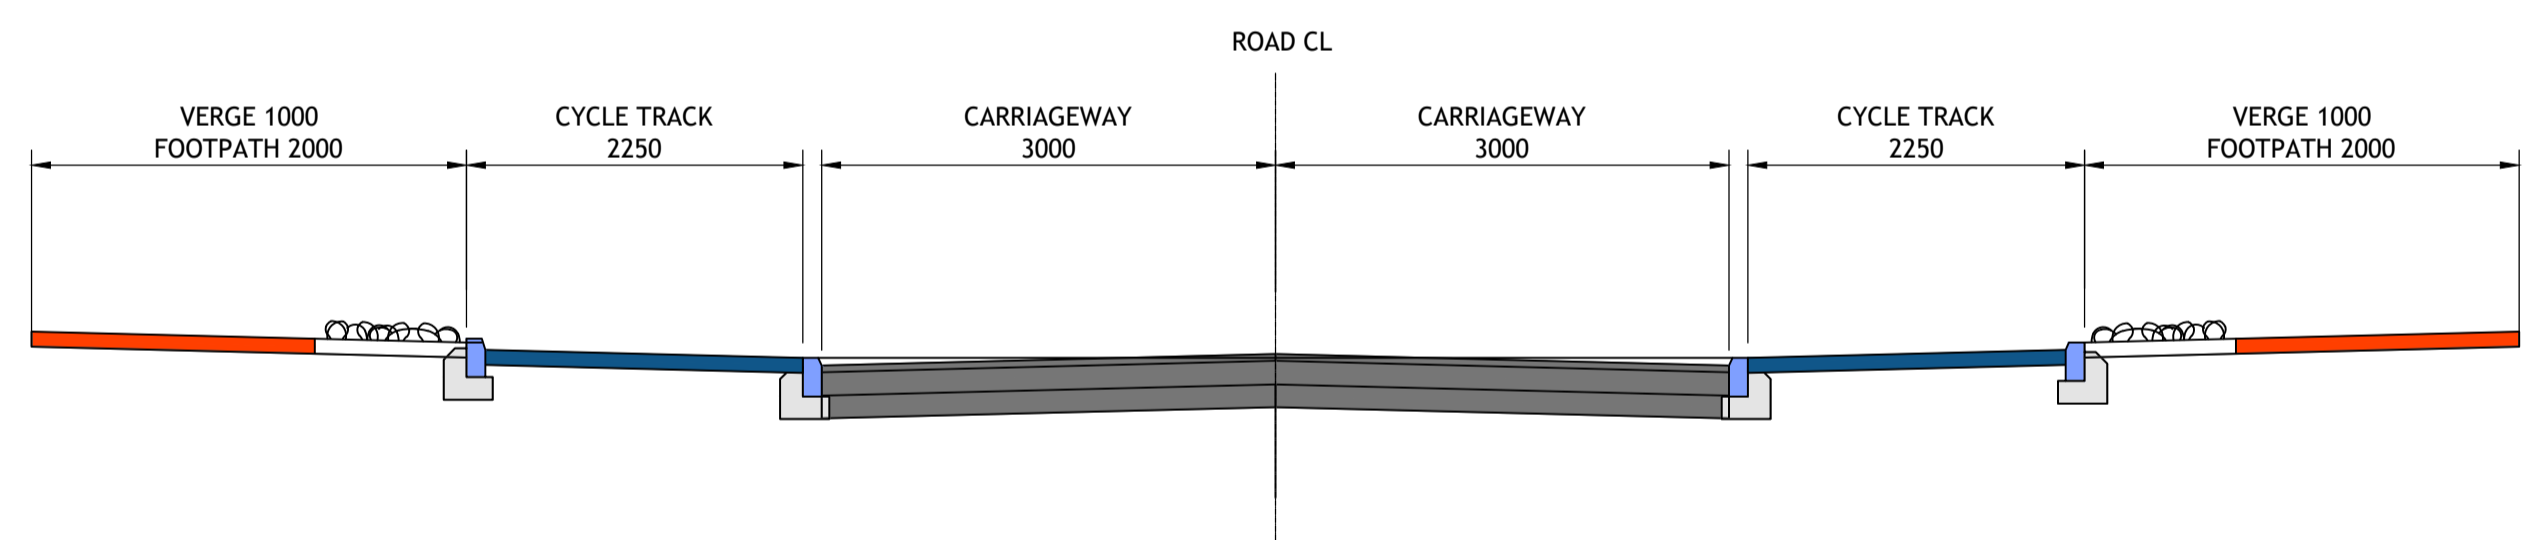 ROAD CL
VERGE 1000
FOOTPATH 2000
CYCLE TRACK
2250
CARRIAGEWAY
3000
CARRIAGEWAY
3000
CYCLE TRACK
2250
VERGE 1000
FOOTPATH 2000